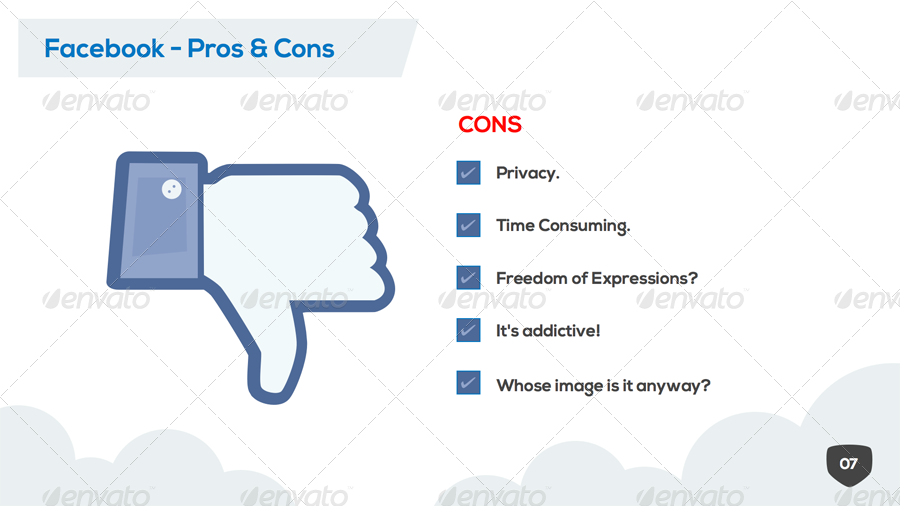 Facebook - Pros & Cons
envato envato envato envato envato
CONS
Privacy.
Time Consuming.
Freedom of Expressions?
envato envato envato envato envato
It's addictive!
Whose image is it anyway?
07
envato envato envato envato envato